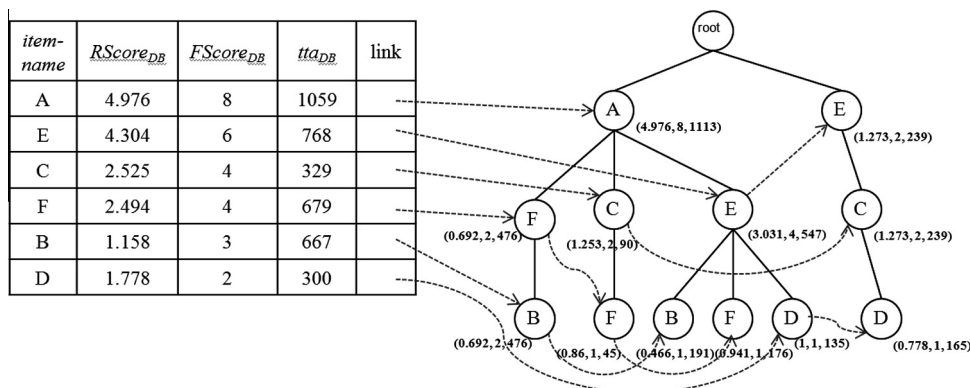 item-name RScoreDB FScoreDB ttaDB link
A 4.976 8 1059
E 4.304 6 768
C 2.525 4 329
F 2.494 4 679
B 1.158 3 667
D 1.778 2 300
root
A E
(4.976,8,1113) (1.273,2,239)
F C E C
(0.692,2,476) (1.253,2,90) (3.031,4,547) (1.273,2,239)
B F B F D D
(0.692,2,476) (0.86,1,45) (0.466,1,191) (0.941,1,176) (1,1,135) (0.778,1,165)